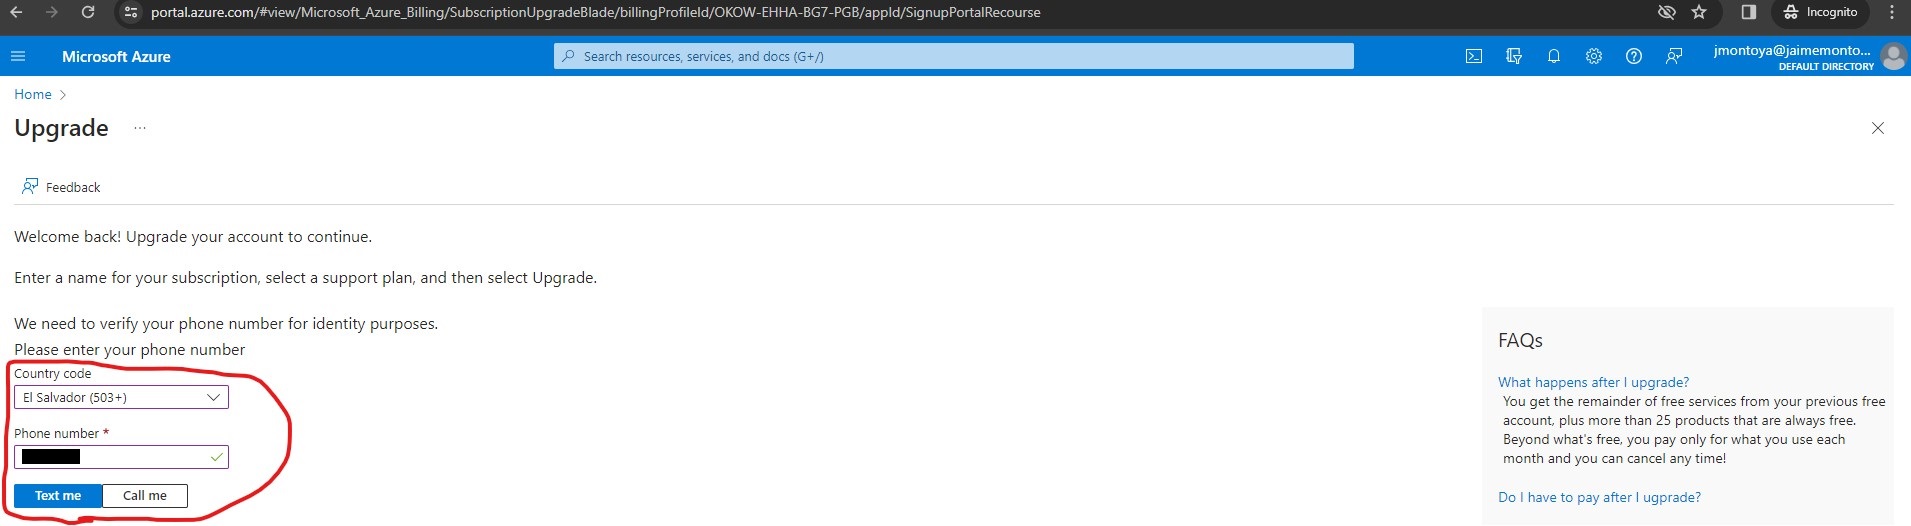 portal.azure.com/#view/Microsoft_Azure_Billing/SubscriptionUpgradeBlade/billingProfileId/OKOW-EHHA-BG7-PGB/appId/SignupPortalRecourse
Incognito
Microsoft Azure
Search resources, services, and docs (G+/)
jmontoya@jaimemonto...
DEFAULT DIRECTORY
Home
Upgrade
...
Feedback
Welcome back! Upgrade your account to continue.
Enter a name for your subscription, select a support plan, and then select Upgrade.
We need to verify your phone number for identity purposes.
Please enter your phone number
Country code
El Salvador (503+)
Phone number *
Text me
Call me
FAQs
What happens after I upgrade?
You get the remainder of free services from your previous free
account, plus more than 25 products that are always free.
Beyond what's free, you pay only for what you use each
month and you can cancel any time!
Do I have to pay after I ugprade?